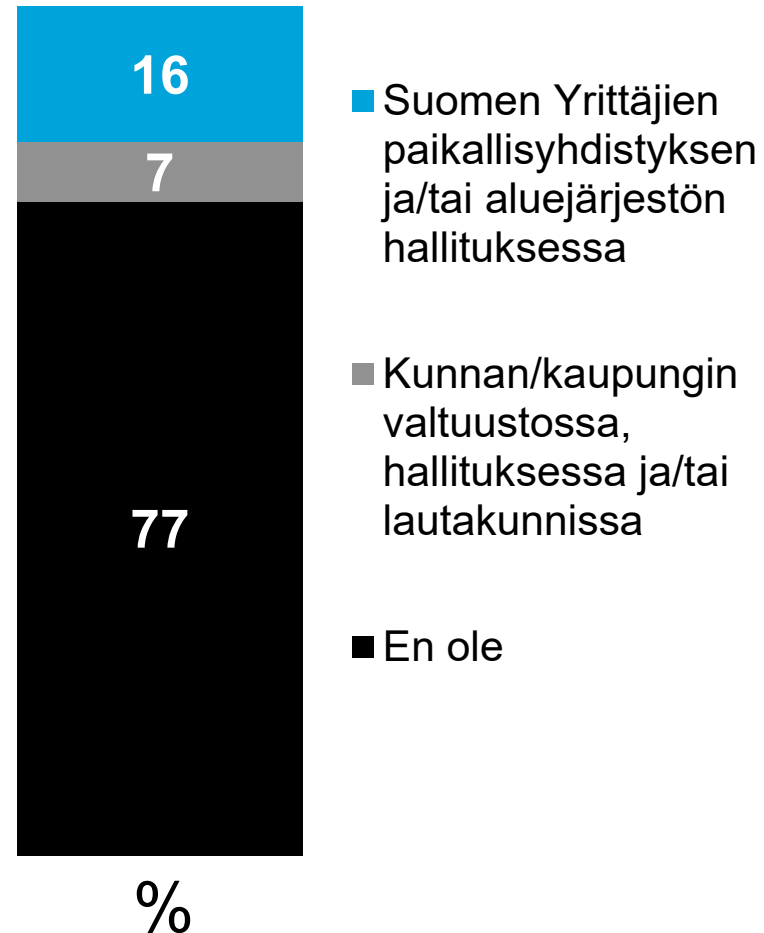 16
7
77
%
Suomen Yrittäjien
paikallisyhdistyksen
ja/tai aluejärjestön
hallituksessa
Kunnan/kaupungin
valtuustossa,
hallituksessa ja/tai
lautakunnissa
En ole